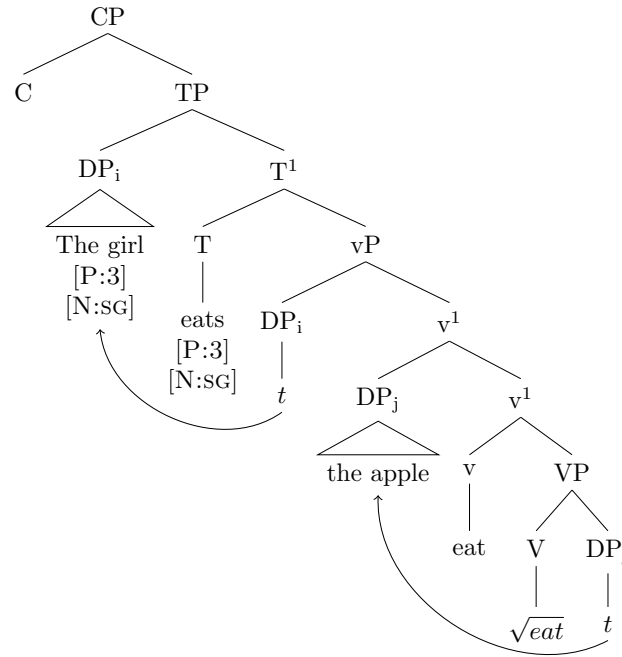 CP
C TP
DPi T¹
The girl T vP
[P:3]
[N:SG] eats DPi v¹
[P:3]
[N:SG] t DPj v¹
the apple v VP
eat V DP
√eat t